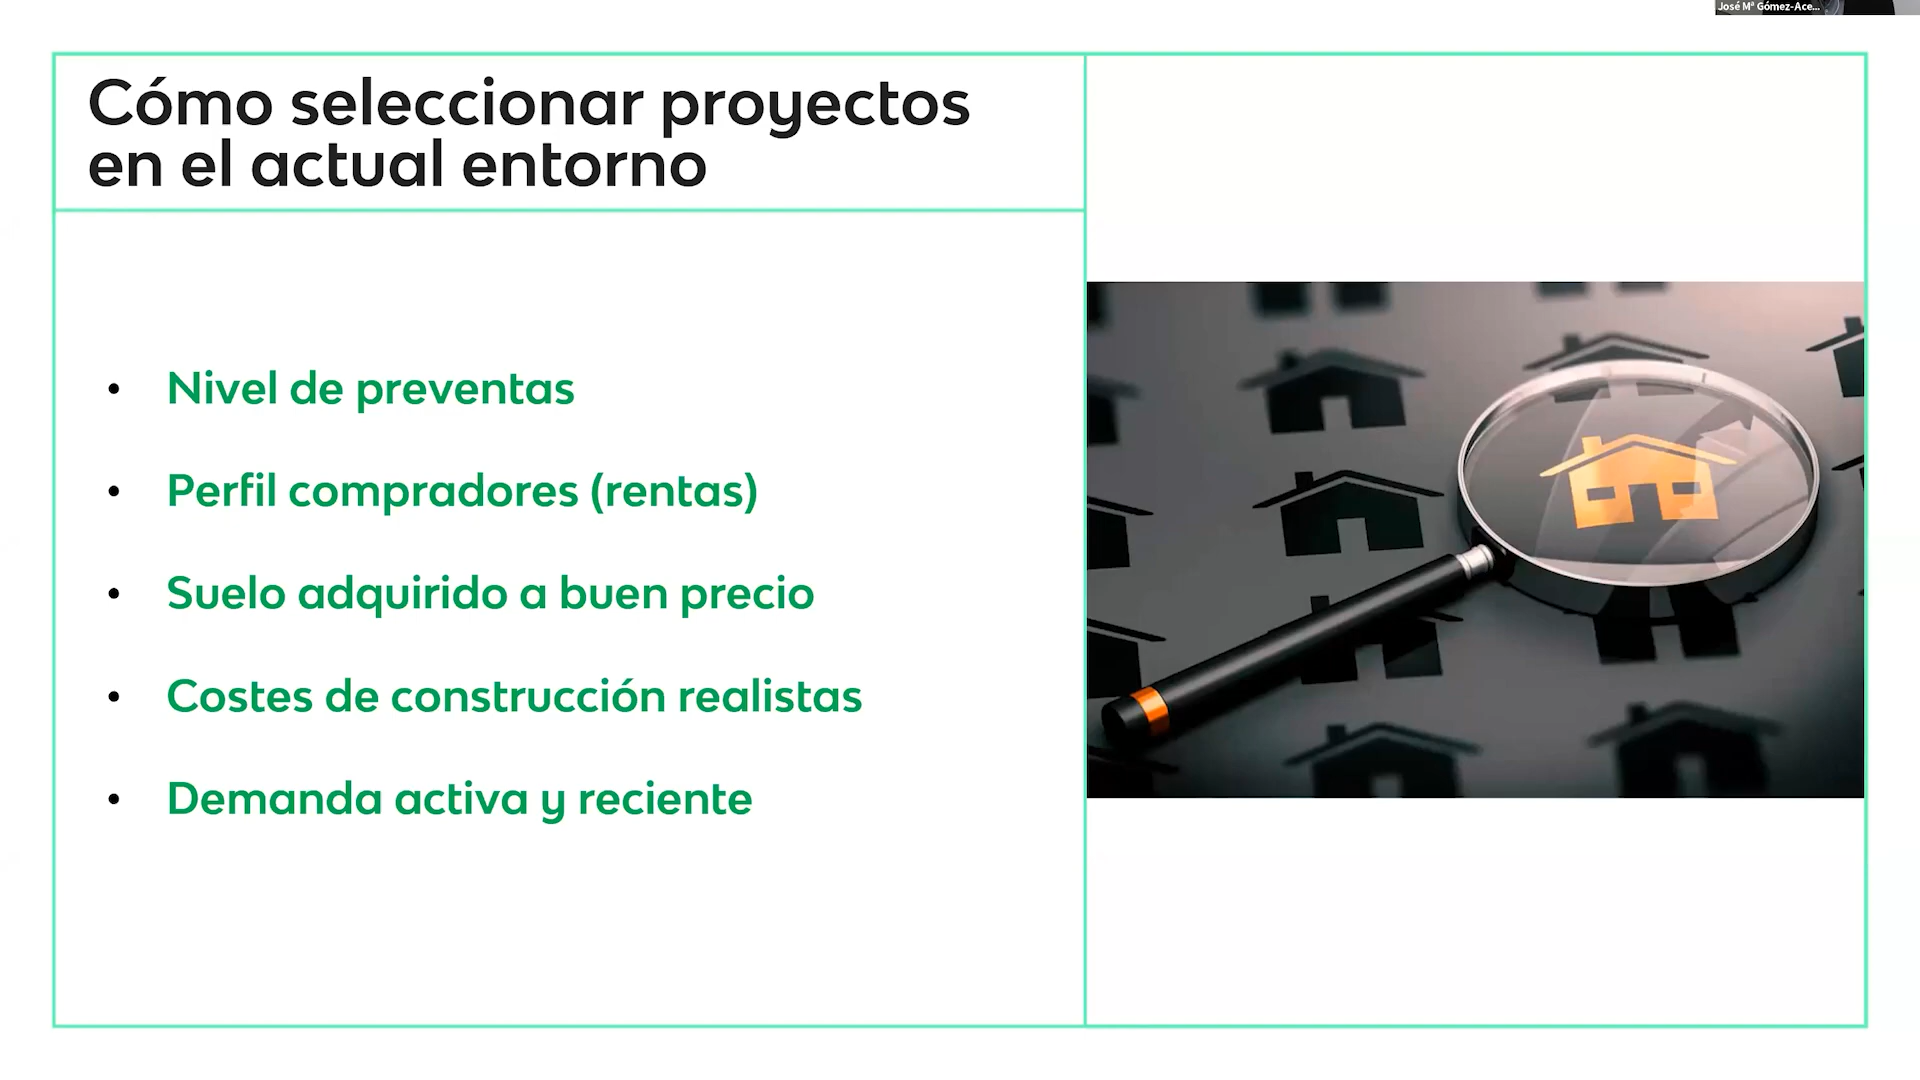 José Mª Gómez-Ace...
Cómo seleccionar proyectos
en el actual entorno
• Nivel de preventas
• Perfil compradores (rentas)
• Suelo adquirido a buen precio
• Costes de construcción realistas
• Demanda activa y reciente